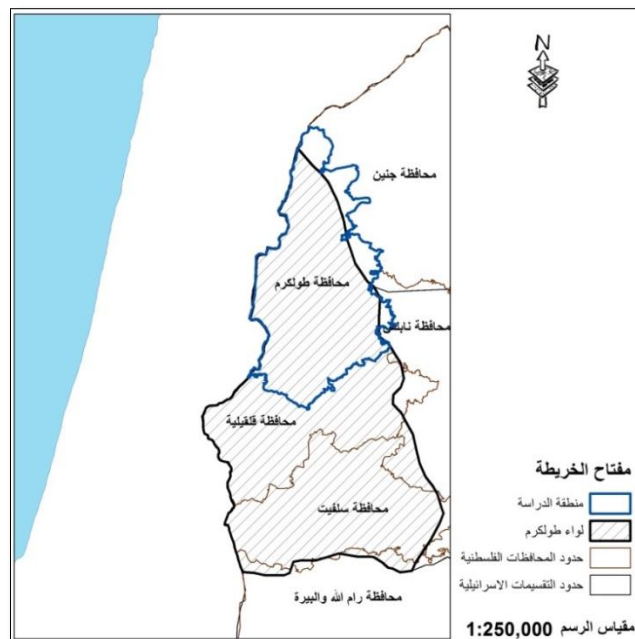 N
محافظة جنين
محافظة طولكرم
محافظة نابلس
محافظة قلقيلية
محافظة سلفيت
محافظة رام الله والبيرة
مفتاح الخريطة
منطقة الدراسة
لواء طولكرم
حدود المحافظات الفلسطنية
حدود التقسيمات الاسرائيلية
مقياس الرسم 1:250,000